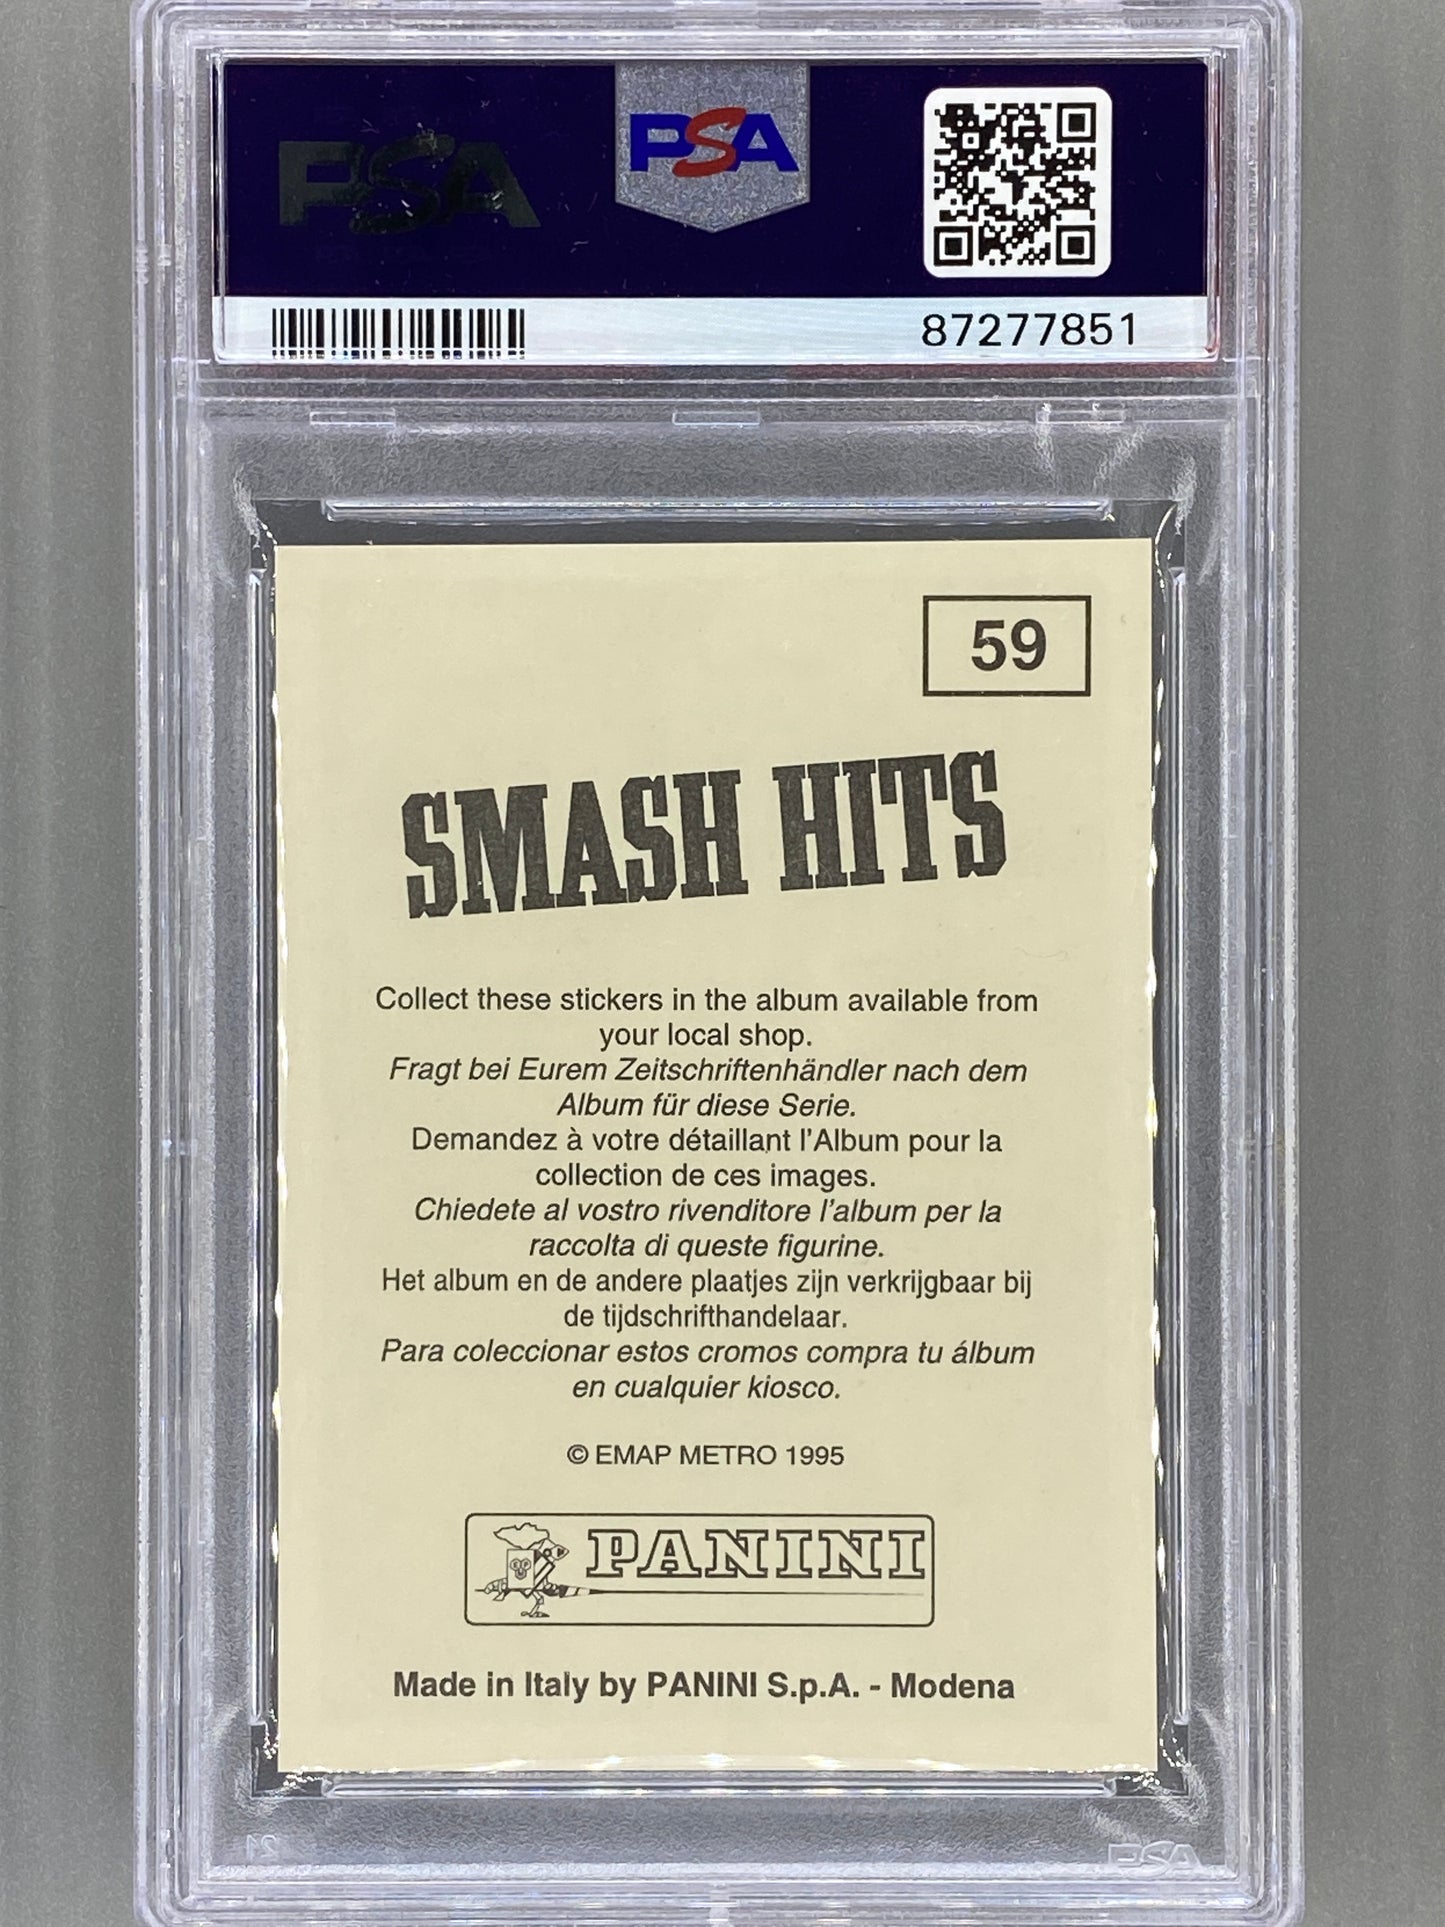 PSA
PSA
87277851
59
SMASH HITS
Collect these stickers in the album available from
your local shop.
Fragt bei Eurem Zeitschriftenhändler nach dem
Album für diese Serie.
Demandez à votre détaillant l'Album pour la
collection de ces images.
Chiedete al vostro rivenditore l'album per la
raccolta di queste figurine.
Het album en de andere plaatjes zijn verkrijgbaar bij
de tijdschrifthandelaar.
Para coleccionar estos cromos compra tu álbum
en cualquier kiosco.
© EMAP METRO 1995
PANINI
Made in Italy by PANINI S.p.A. - Modena
PSA